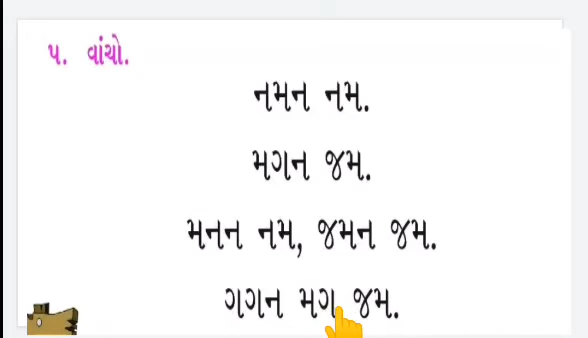 ૫. વાંચો.
નમન નમ.
મગન જમ.
મનન નમ, જમન જમ.
ગગન મગ જમ.